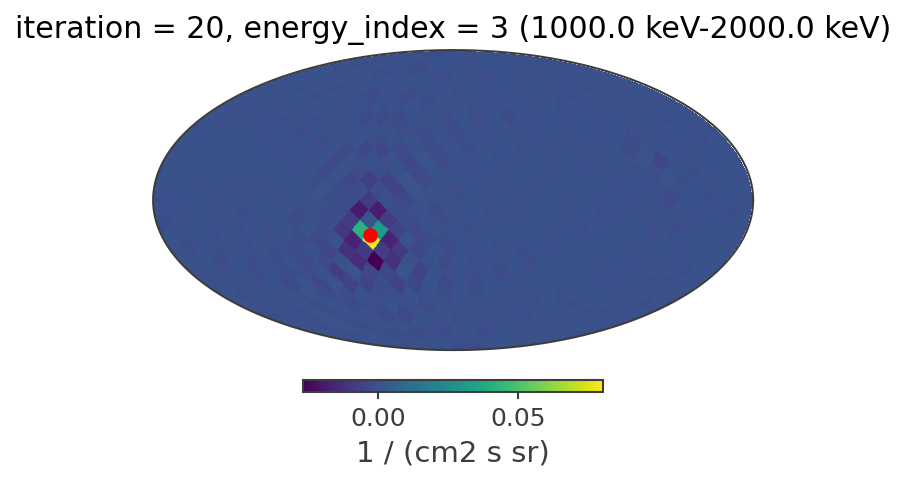 iteration = 20, energy_index = 3 (1000.0 keV-2000.0 keV)
0.00 0.05
1 / (cm2 s sr)